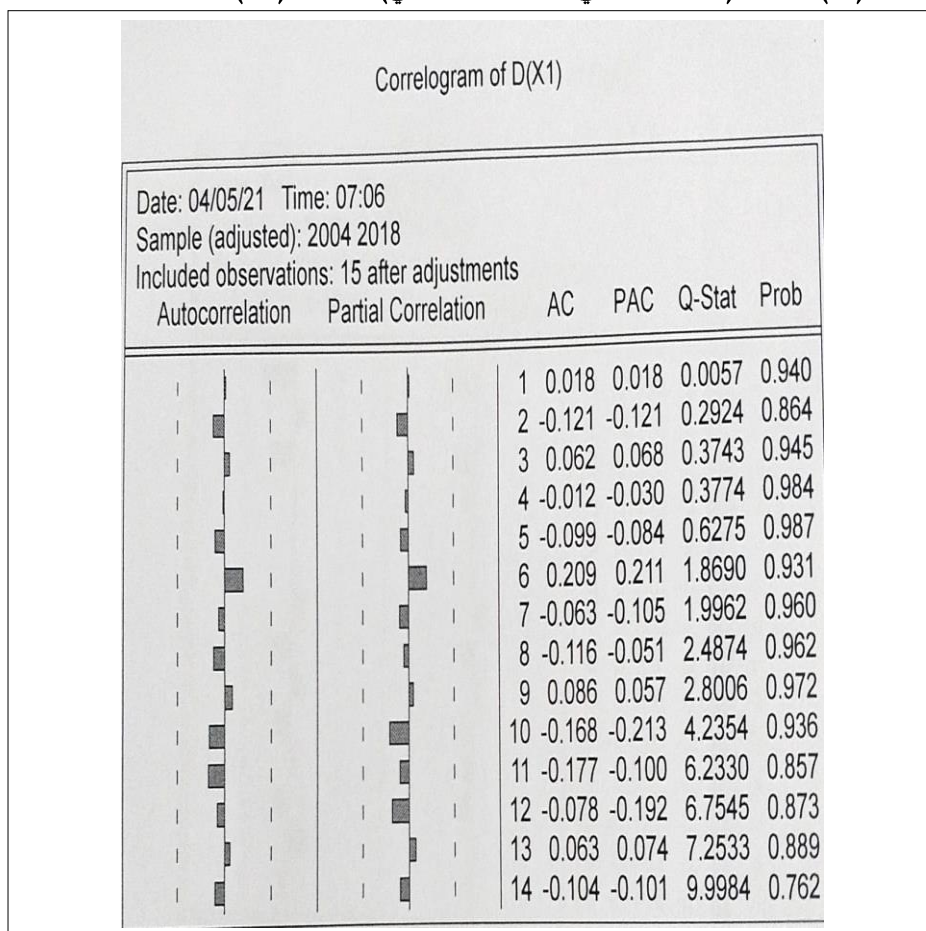 Correlogram of D(X1)
Date: 04/05/21 Time: 07:06
Sample (adjusted): 2004 2018
Included observations: 15 after adjustments
Autocorrelation Partial Correlation AC PAC Q-Stat Prob
1 0.018 0.018 0.0057 0.940
2 -0.121 -0.121 0.2924 0.864
3 0.062 0.068 0.3743 0.945
4 -0.012 -0.030 0.3774 0.984
5 -0.099 -0.084 0.6275 0.987
6 0.209 0.211 1.8690 0.931
7 -0.063 -0.105 1.9962 0.960
8 -0.116 -0.051 2.4874 0.962
9 0.086 0.057 2.8006 0.972
10 -0.168 -0.213 4.2354 0.936
11 -0.177 -0.100 6.2330 0.857
12 -0.078 -0.192 6.7545 0.873
13 0.063 0.074 7.2533 0.889
14 -0.104 -0.101 9.9984 0.762